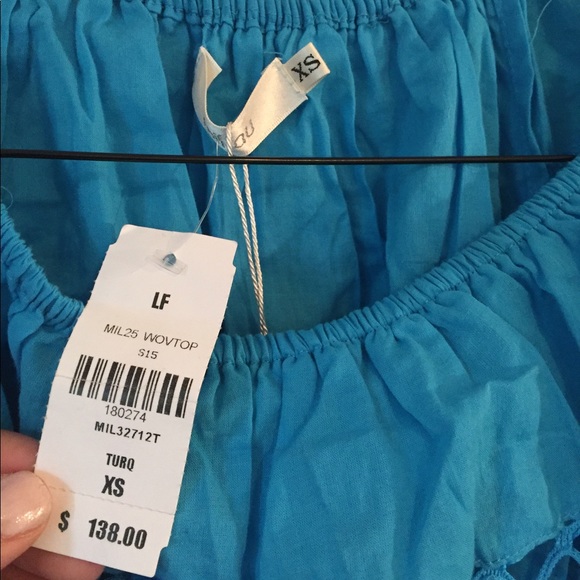 XS
LF
MIL25 WOVTOP
S15
180274
MIL32712T
TURQ
XS
$ 138.00